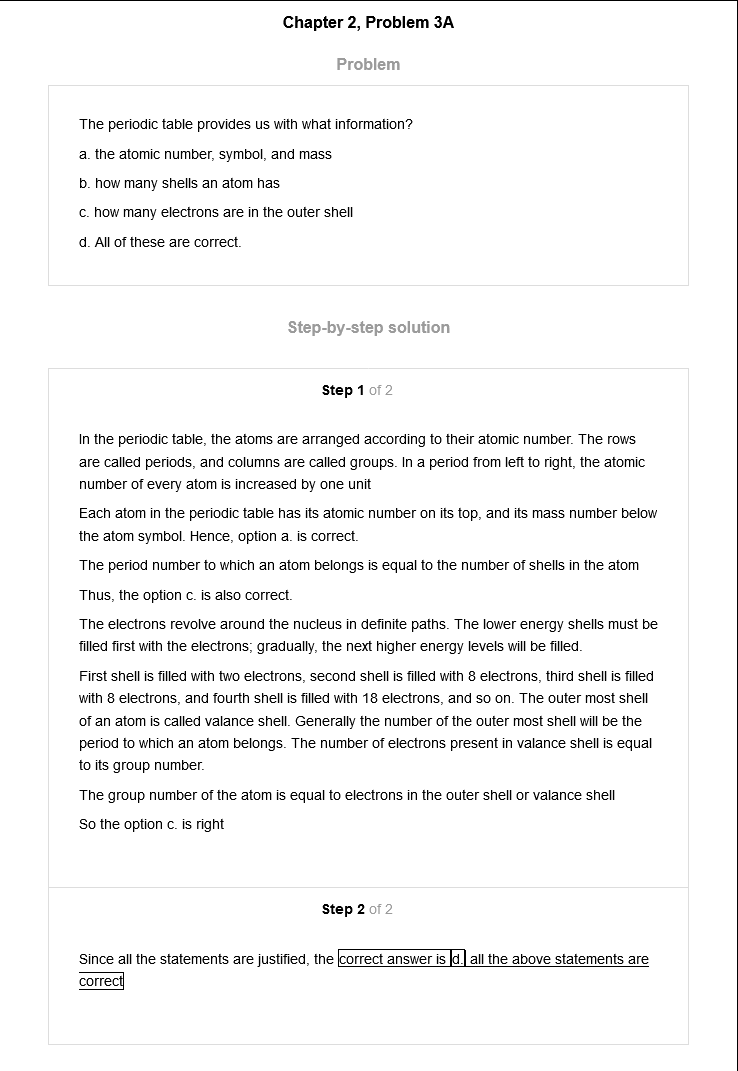 Chapter 2, Problem 3A
Problem
The periodic table provides us with what information?
a. the atomic number, symbol, and mass
b. how many shells an atom has
c. how many electrons are in the outer shell
d. All of these are correct.
Step-by-step solution
Step 1 of 2
In the periodic table, the atoms are arranged according to their atomic number. The rows
are called periods, and columns are called groups. In a period from left to right, the atomic
number of every atom is increased by one unit
Each atom in the periodic table has its atomic number on its top, and its mass number below
the atom symbol. Hence, option a. is correct.
The period number to which an atom belongs is equal to the number of shells in the atom
Thus, the option c. is also correct.
The electrons revolve around the nucleus in definite paths. The lower energy shells must be
filled first with the electrons; gradually, the next higher energy levels will be filled.
First shell is filled with two electrons, second shell is filled with 8 electrons, third shell is filled
with 8 electrons, and fourth shell is filled with 18 electrons, and so on. The outer most shell
of an atom is called valance shell. Generally the number of the outer most shell will be the
period to which an atom belongs. The number of electrons present in valance shell is equal
to its group number.
The group number of the atom is equal to electrons in the outer shell or valance shell
So the option c. is right
Step 2 of 2
Since all the statements are justified, the correct answer is d. all the above statements are
correct